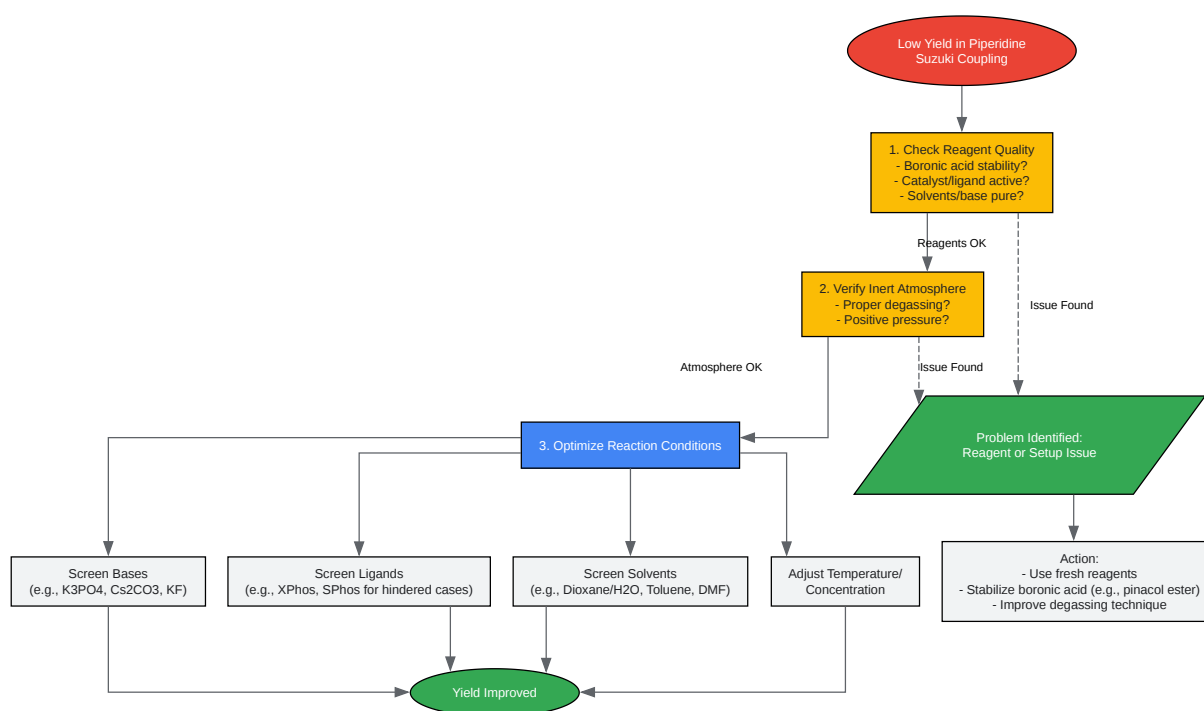 Low Yield in Piperidine
Suzuki Coupling
1. Check Reagent Quality
- Boronic acid stability?
- Catalyst/ligand active?
- Solvents/base pure?
Reagents OK
2. Verify Inert Atmosphere
- Proper degassing?
- Positive pressure?
Issue Found
Atmosphere OK
Issue Found
3. Optimize Reaction Conditions
Problem Identified:
Reagent or Setup Issue
Screen Bases
(e.g., K3PO4, Cs2CO3, KF)
Screen Ligands
(e.g., XPhos, SPhos for hindered cases)
Screen Solvents
(e.g., Dioxane/H2O, Toluene, DMF)
Adjust Temperature/
Concentration
Action:
- Use fresh reagents
- Stabilize boronic acid (e.g., pinacol ester)
- Improve degassing technique
Yield Improved